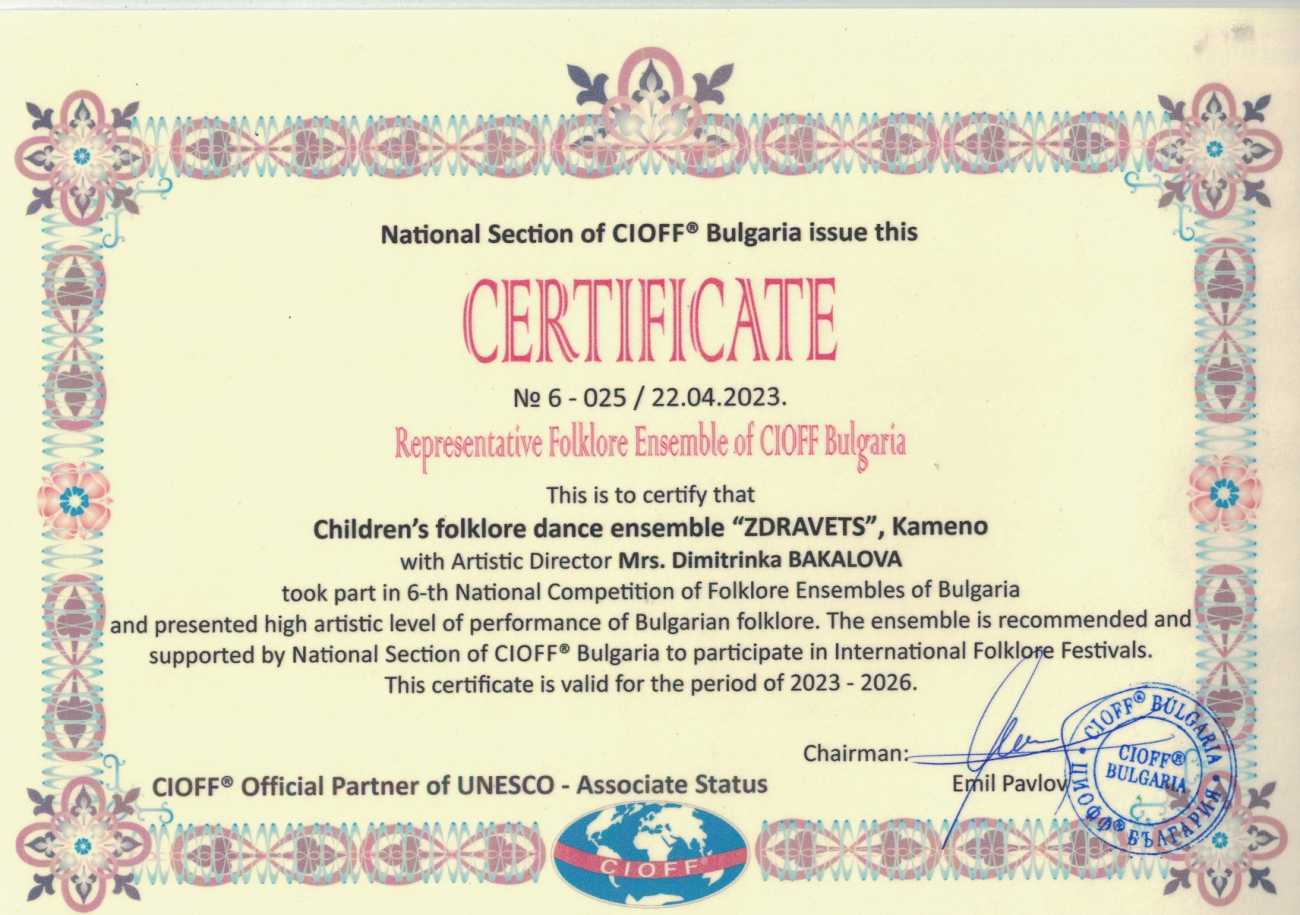 National Section of CIOFF® Bulgaria issue this
CERTIFICATE
№ 6 - 025 / 22.04.2023.
Representative Folklore Ensemble of CIOFF Bulgaria
This is to certify that
Children's folklore dance ensemble “ZDRAVETS”, Kameno
with Artistic Director Mrs. Dimitrinka BAKALOVA
took part in 6-th National Competition of Folklore Ensembles of Bulgaria
and presented high artistic level of performance of Bulgarian folklore. The ensemble is recommended and
supported by National Section of CIOFF® Bulgaria to participate in International Folklore Festivals.
This certificate is valid for the period of 2023 - 2026.
Chairman:
Emil Pavlov
CIOFF® Official Partner of UNESCO - Associate Status
CIOFF®
CIOFF® BULGARIA
ЦИОФФ® БЪЛГАРИЯ
CIOFF®
BULGARIA